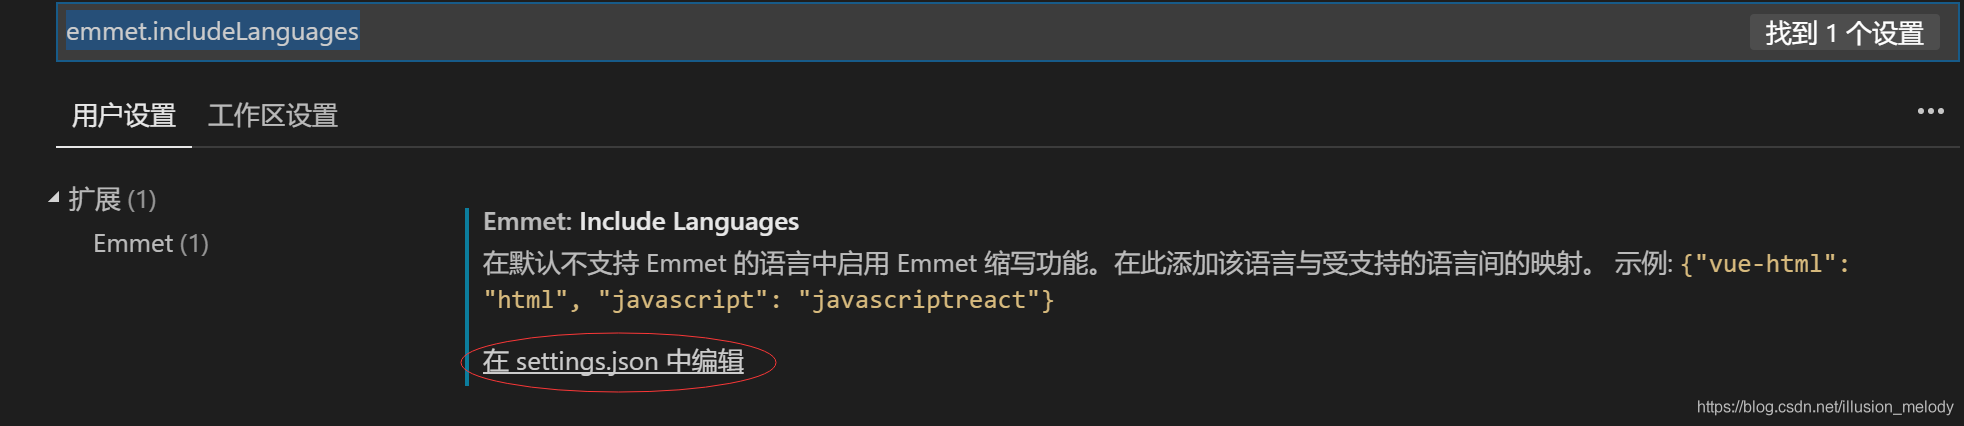 emmet.includeLanguages
找到 1 个设置
用户设置 工作区设置
扩展 (1)
Emmet (1)
Emmet: Include Languages
在默认不支持 Emmet 的语言中启用 Emmet 缩写功能。在此添加该语言与受支持的语言间的映射。 示例: {"vue-html":
"html", "javascript": "javascriptreact"}
在 settings.json 中编辑
https://blog.csdn.net/illusion_melody